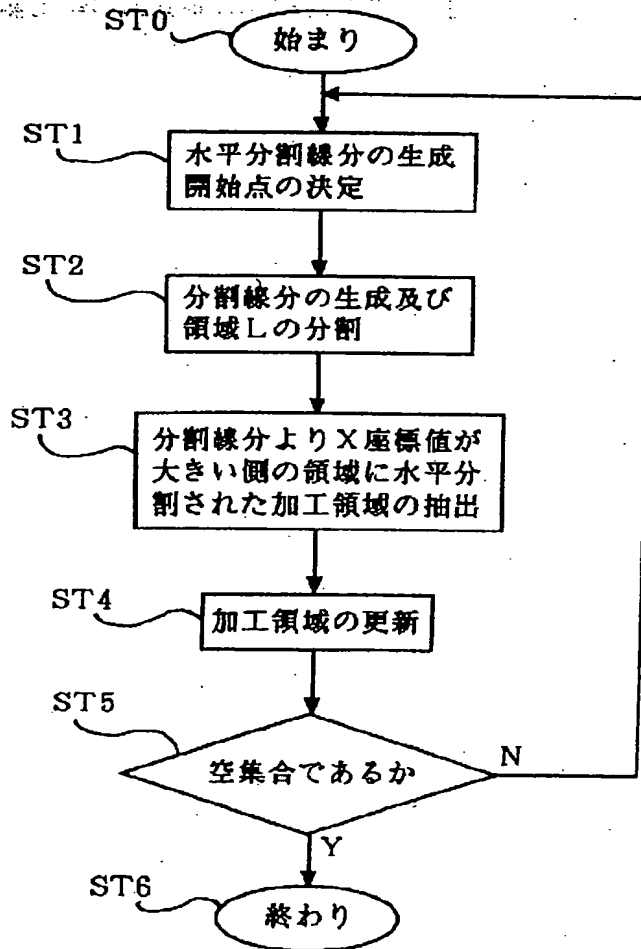 ST0
始まり
ST1
水平分割線分の生成
開始点の決定
ST2
分割線分の生成及び
領域Lの分割
ST3
分割線分よりX座標値が
大きい側の領域に水平分
割された加工領域の抽出
ST4
加工領域の更新
ST5
空集合であるか
N
Y
ST6
終わり